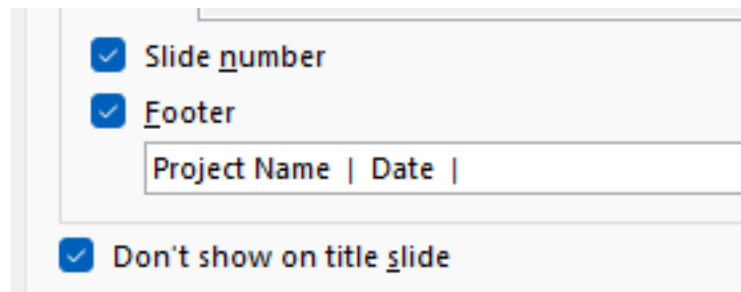 Slide number
Footer
Project Name | Date |
Don't show on title slide